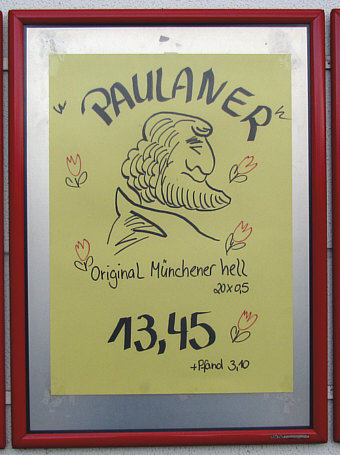 "PAULANER"
Original Münchener hell
20x0,5
13,45
+Pfand 3,10